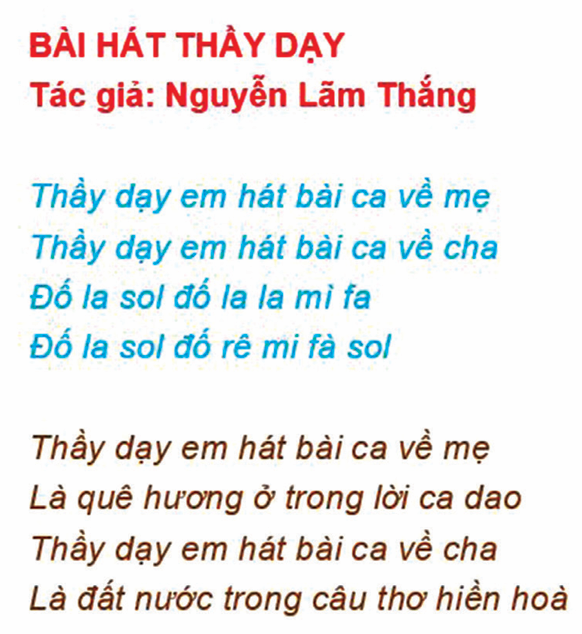 BÀI HÁT THẦY DẠY
Tác giả: Nguyễn Lãm Thắng
Thầy dạy em hát bài ca về mẹ
Thầy dạy em hát bài ca về cha
Đố la sol đố la la mì fa
Đố la sol đố rê mi fà sol
Thầy dạy em hát bài ca về mẹ
Là quê hương ở trong lời ca dao
Thầy dạy em hát bài ca về cha
Là đất nước trong câu thơ hiền hoà